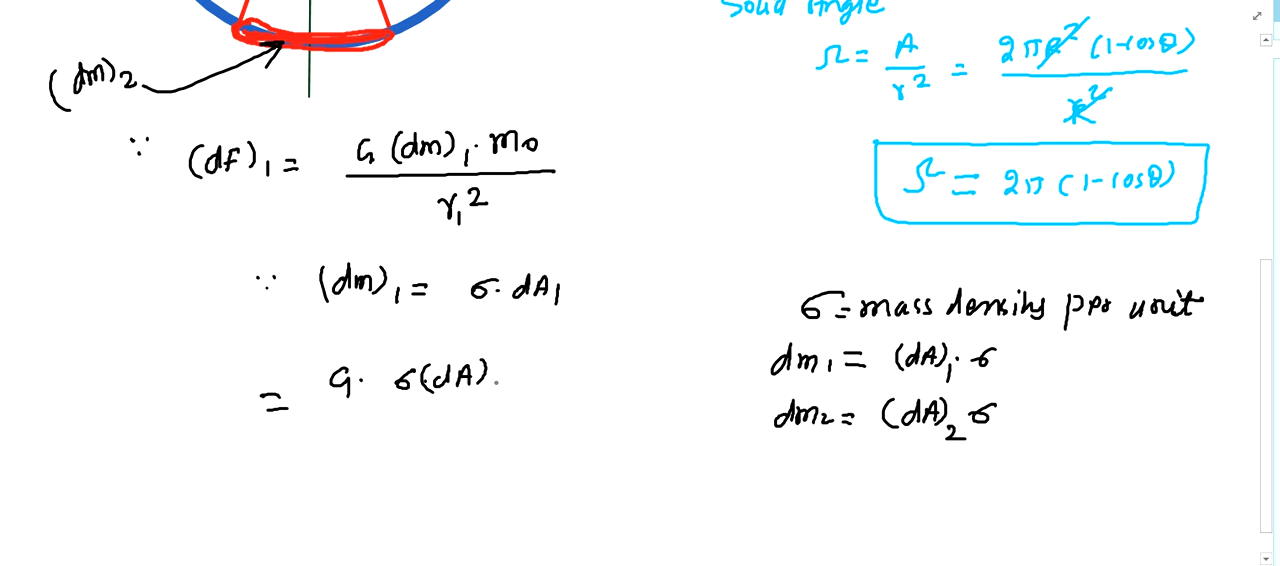 Solid Angle
Ω = A / r² = 2πR² (1-cosθ) / R²
Ω = 2π (1-cosθ)
(dm)₂
∵ (dF)₁ = G (dm)₁ · m₀ / r₁²
∵ (dm)₁ = σ· dA₁
= G· σ(dA).
σ = mass density per unit
dm₁ = (dA)₁· σ
dm₂ = (dA)₂ σ